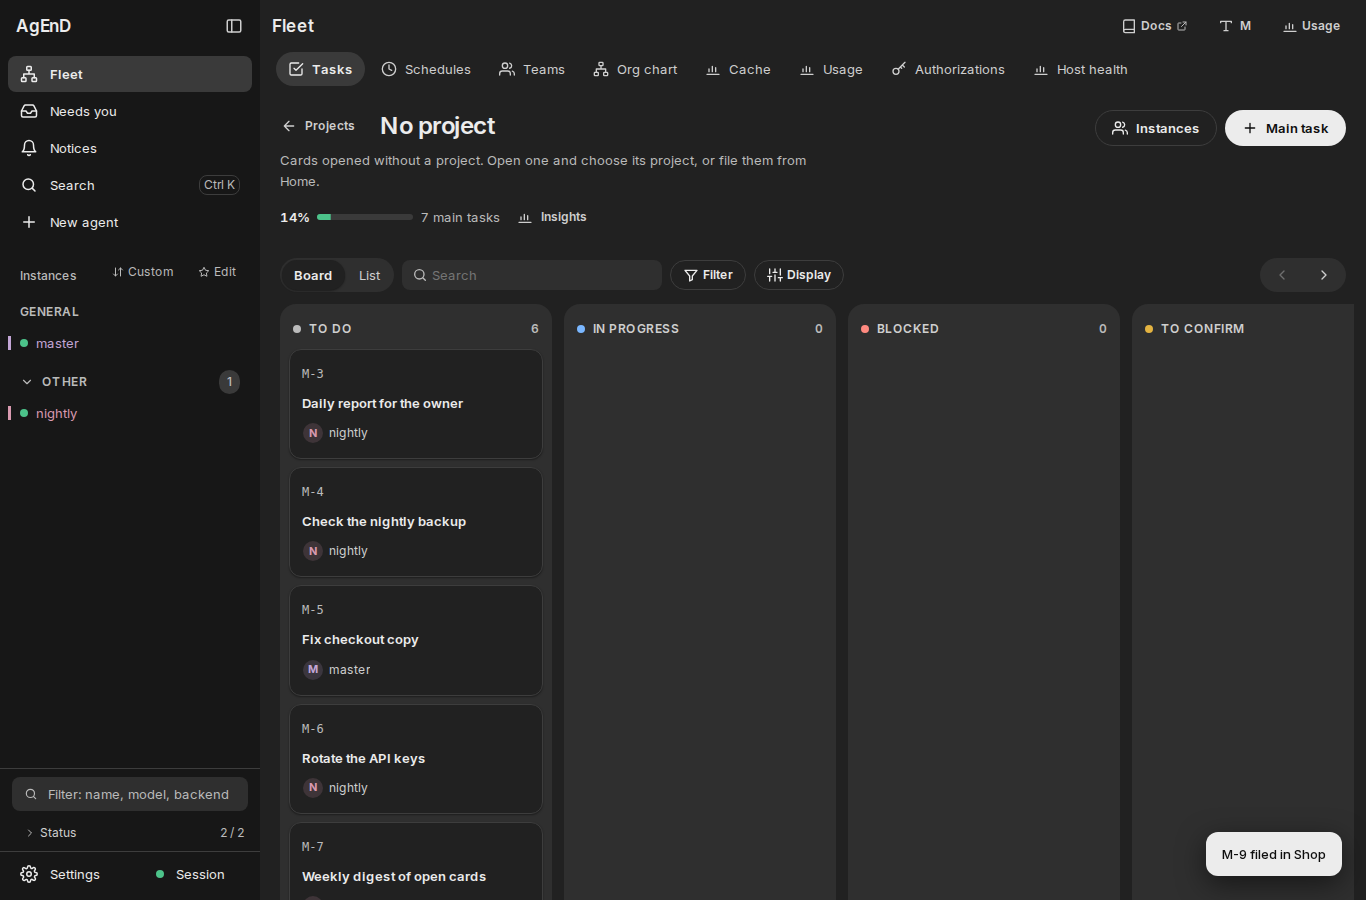 AgEnD
Fleet
Needs you
Notices
Search
Ctrl K
New agent
Instances
Custom
Edit
GENERAL
master
OTHER
1
nightly
Filter: name, model, backend
Status
2 / 2
Settings
Session
Fleet
Docs
M
Usage
Tasks
Schedules
Teams
Org chart
Cache
Usage
Authorizations
Host health
Projects
No project
Instances
Main task
Cards opened without a project. Open one and choose its project, or file them from
Home.
14%
7 main tasks
Insights
Board
List
Search
Filter
Display
TO DO
6
M-3
Daily report for the owner
N
nightly
M-4
Check the nightly backup
N
nightly
M-5
Fix checkout copy
M
master
M-6
Rotate the API keys
N
nightly
M-7
Weekly digest of open cards
IN PROGRESS
0
BLOCKED
0
TO CONFIRM
M-9 filed in Shop